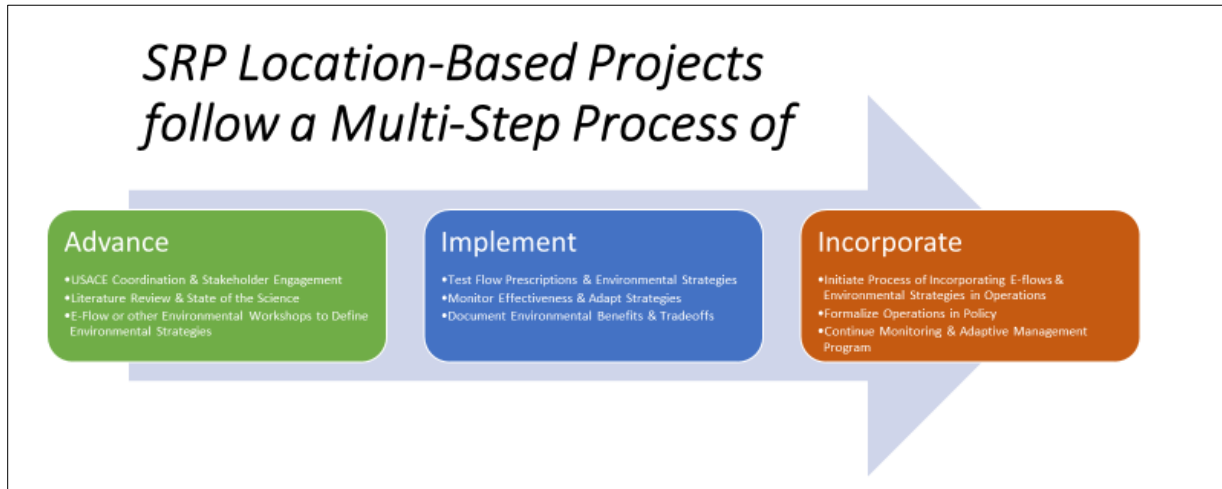 SRP Location-Based Projects
follow a Multi-Step Process of
Advance
•USACE Coordination & Stakeholder Engagement
•Literature Review & State of the Science
•E-Flow or other Environmental Workshops to Define
Environmental Strategies
Implement
•Test Flow Prescriptions & Environmental Strategies
•Monitor Effectiveness & Adapt Strategies
•Document Environmental Benefits & Tradeoffs
Incorporate
•Initiate Process of Incorporating E-flows &
Environmental Strategies in Operations
•Formalize Operations in Policy
•Continue Monitoring & Adaptive Management
Program